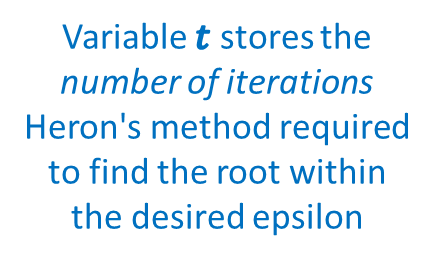 Variable t stores the
number of iterations
Heron's method required
to find the root within
the desired epsilon